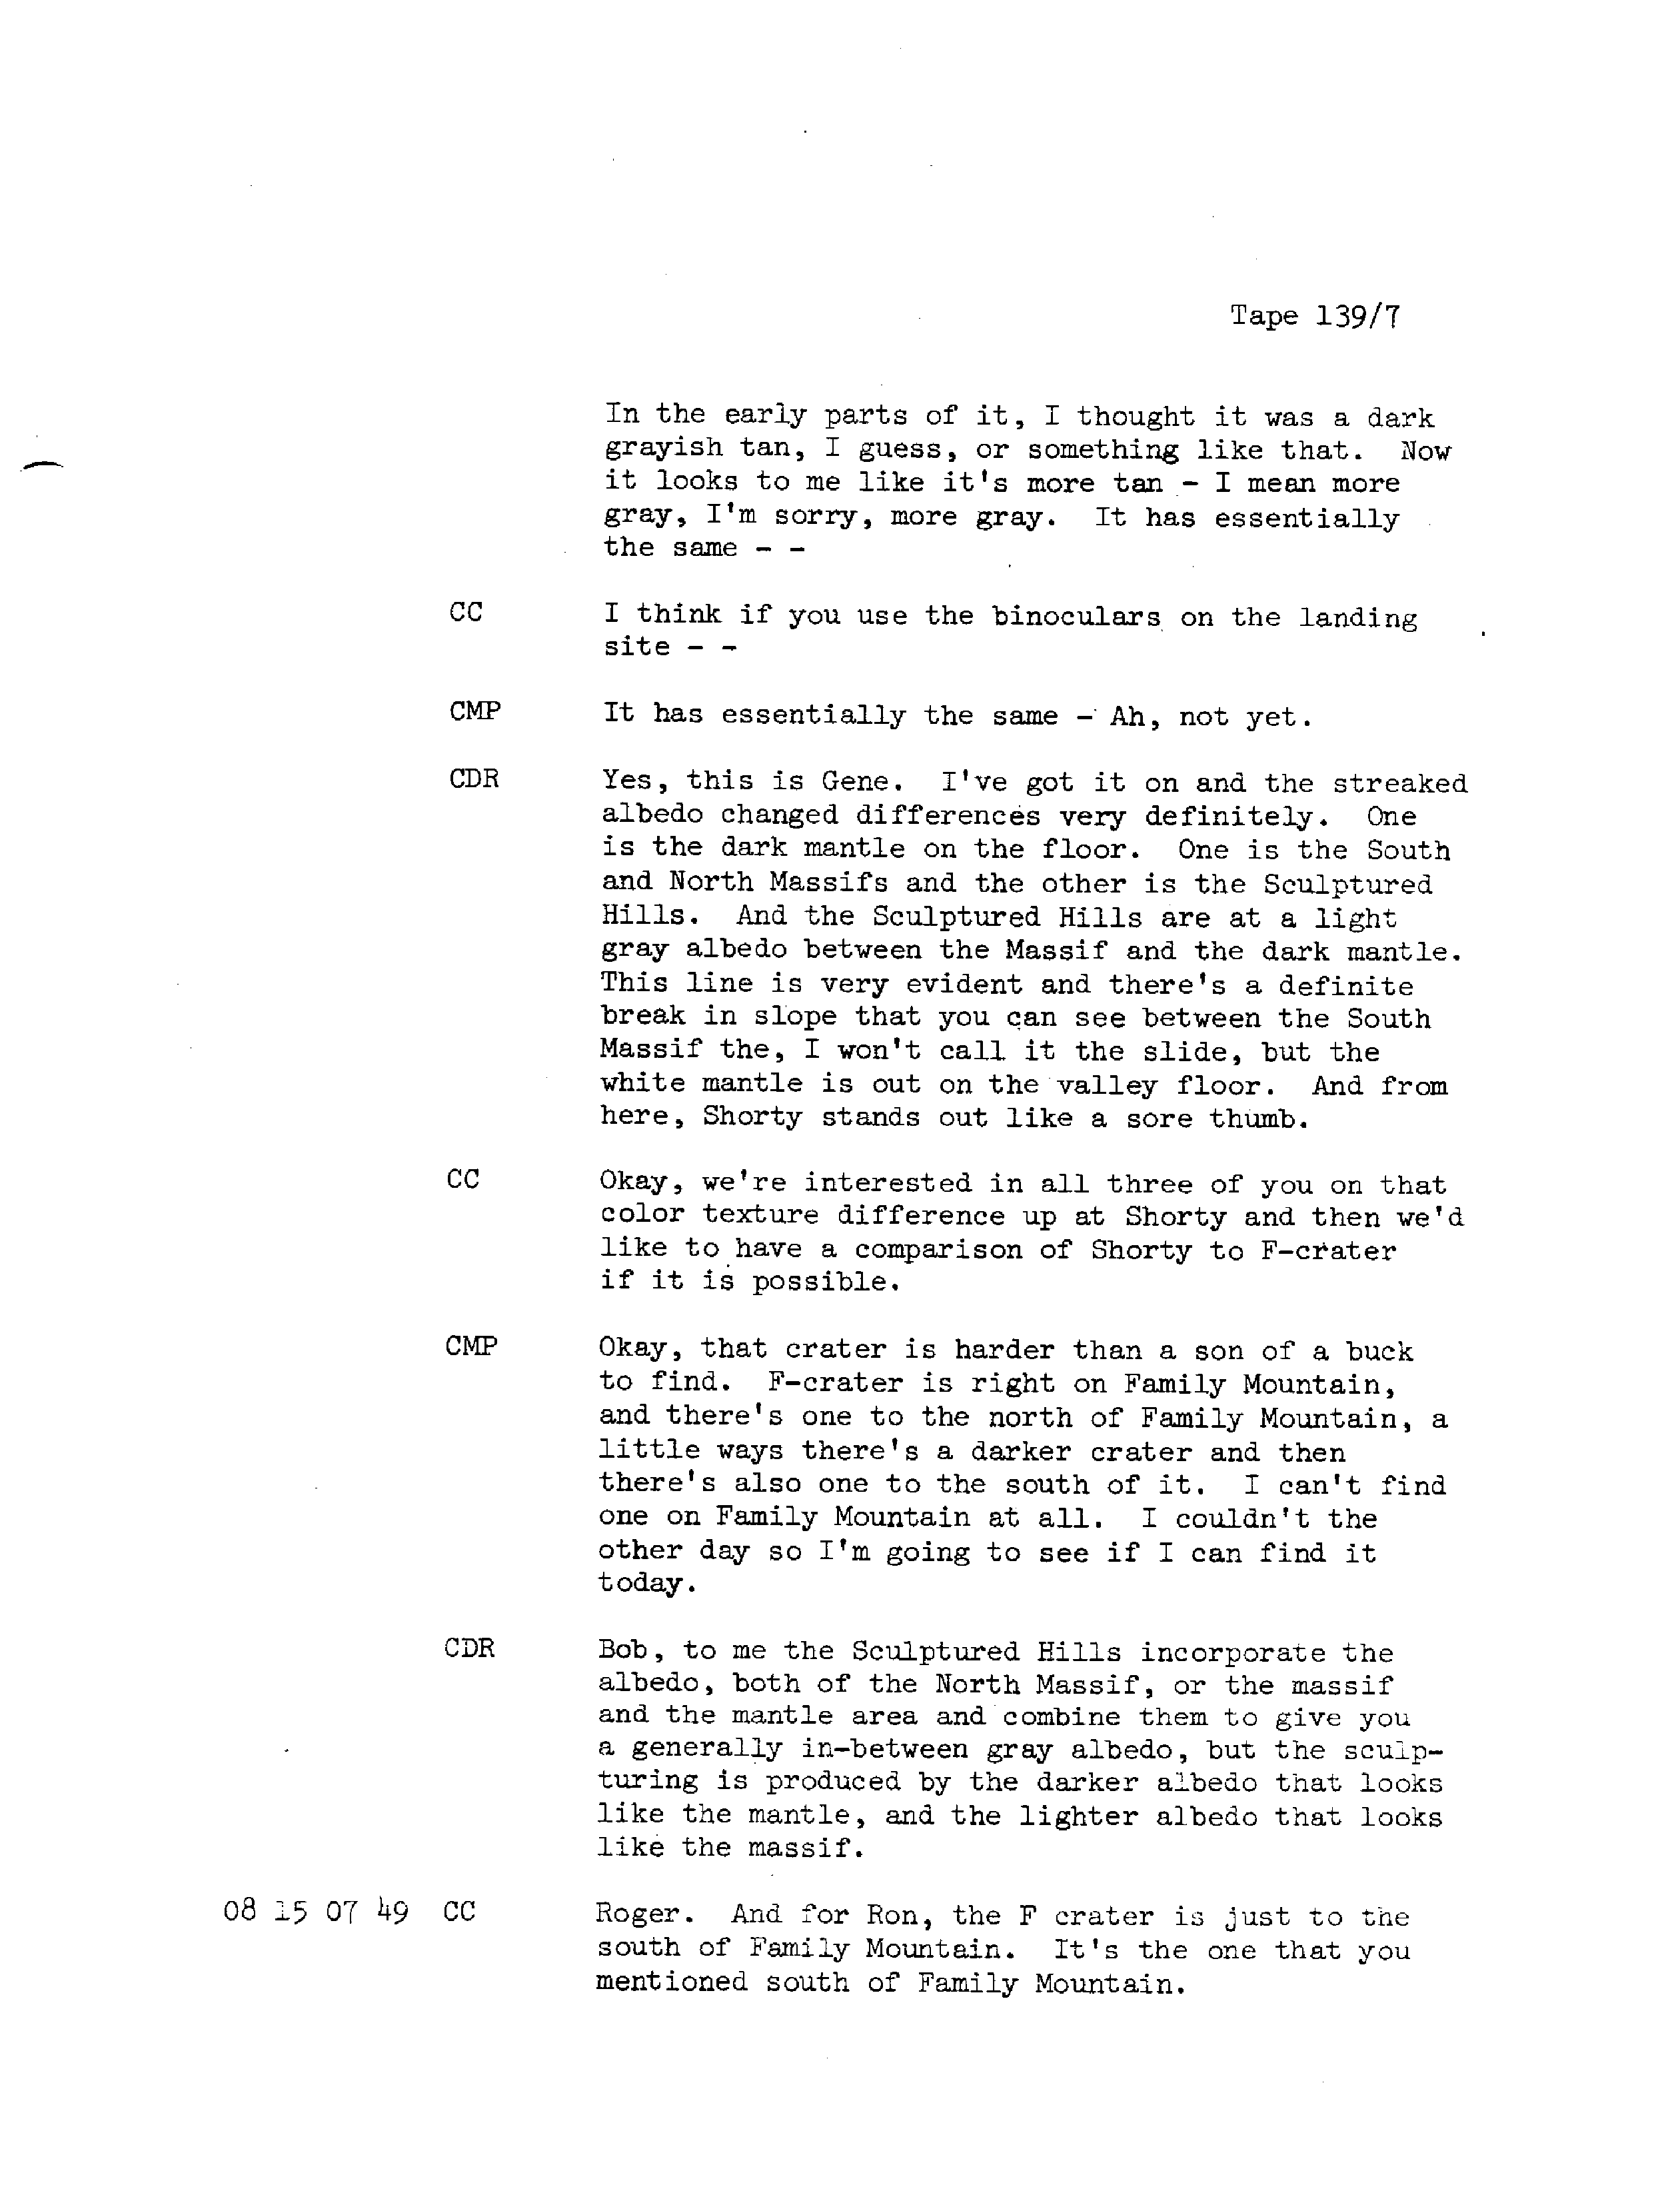 Tape 139/7
In the early parts of it, I thought it was a dark
grayish tan, I guess, or something like that. Now
it looks to me like it's more tan - I mean more
gray, I'm sorry, more gray. It has essentially
the same - -
CC I think if you use the binoculars on the landing
site - -
CMP It has essentially the same - Ah, not yet.
CDR Yes, this is Gene. I've got it on and the streaked
albedo changed differences very definitely. One
is the dark mantle on the floor. One is the South
and North Massifs and the other is the Sculptured
Hills. And the Sculptured Hills are at a light
gray albedo between the Massif and the dark mantle.
This line is very evident and there's a definite
break in slope that you can see between the South
Massif the, I won't call it the slide, but the
white mantle is out on the valley floor. And from
here, Shorty stands out like a sore thumb.
CC Okay, we're interested in all three of you on that
color texture difference up at Shorty and then we'd
like to have a comparison of Shorty to F-crater
if it is possible.
CMP Okay, that crater is harder than a son of a buck
to find. F-crater is right on Family Mountain,
and there's one to the north of Family Mountain, a
little ways there's a darker crater and then
there's also one to the south of it. I can't find
one on Family Mountain at all. I couldn't the
other day so I'm going to see if I can find it
today.
CDR Bob, to me the Sculptured Hills incorporate the
albedo, both of the North Massif, or the massif
and the mantle area and combine them to give you
a generally in-between gray albedo, but the sculp-
turing is produced by the darker albedo that looks
like the mantle, and the lighter albedo that looks
like the massif.
08 15 07 49 CC Roger. And for Ron, the F crater is just to the
south of Family Mountain. It's the one that you
mentioned south of Family Mountain.